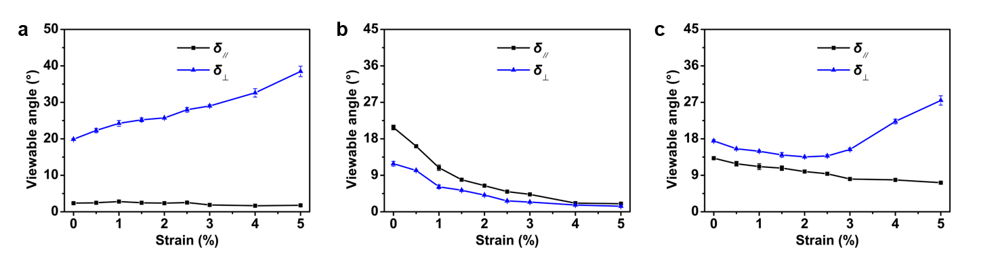 a
50
40
30
20
10
0
Viewable angle (°)
δ//
δ⊥
0 1 2 3 4 5
Strain (%)
b
45
36
27
18
9
0
Viewable angle (°)
δ//
δ⊥
0 1 2 3 4 5
Strain (%)
c
45
36
27
18
9
0
Viewable angle (°)
δ//
δ⊥
0 1 2 3 4 5
Strain (%)